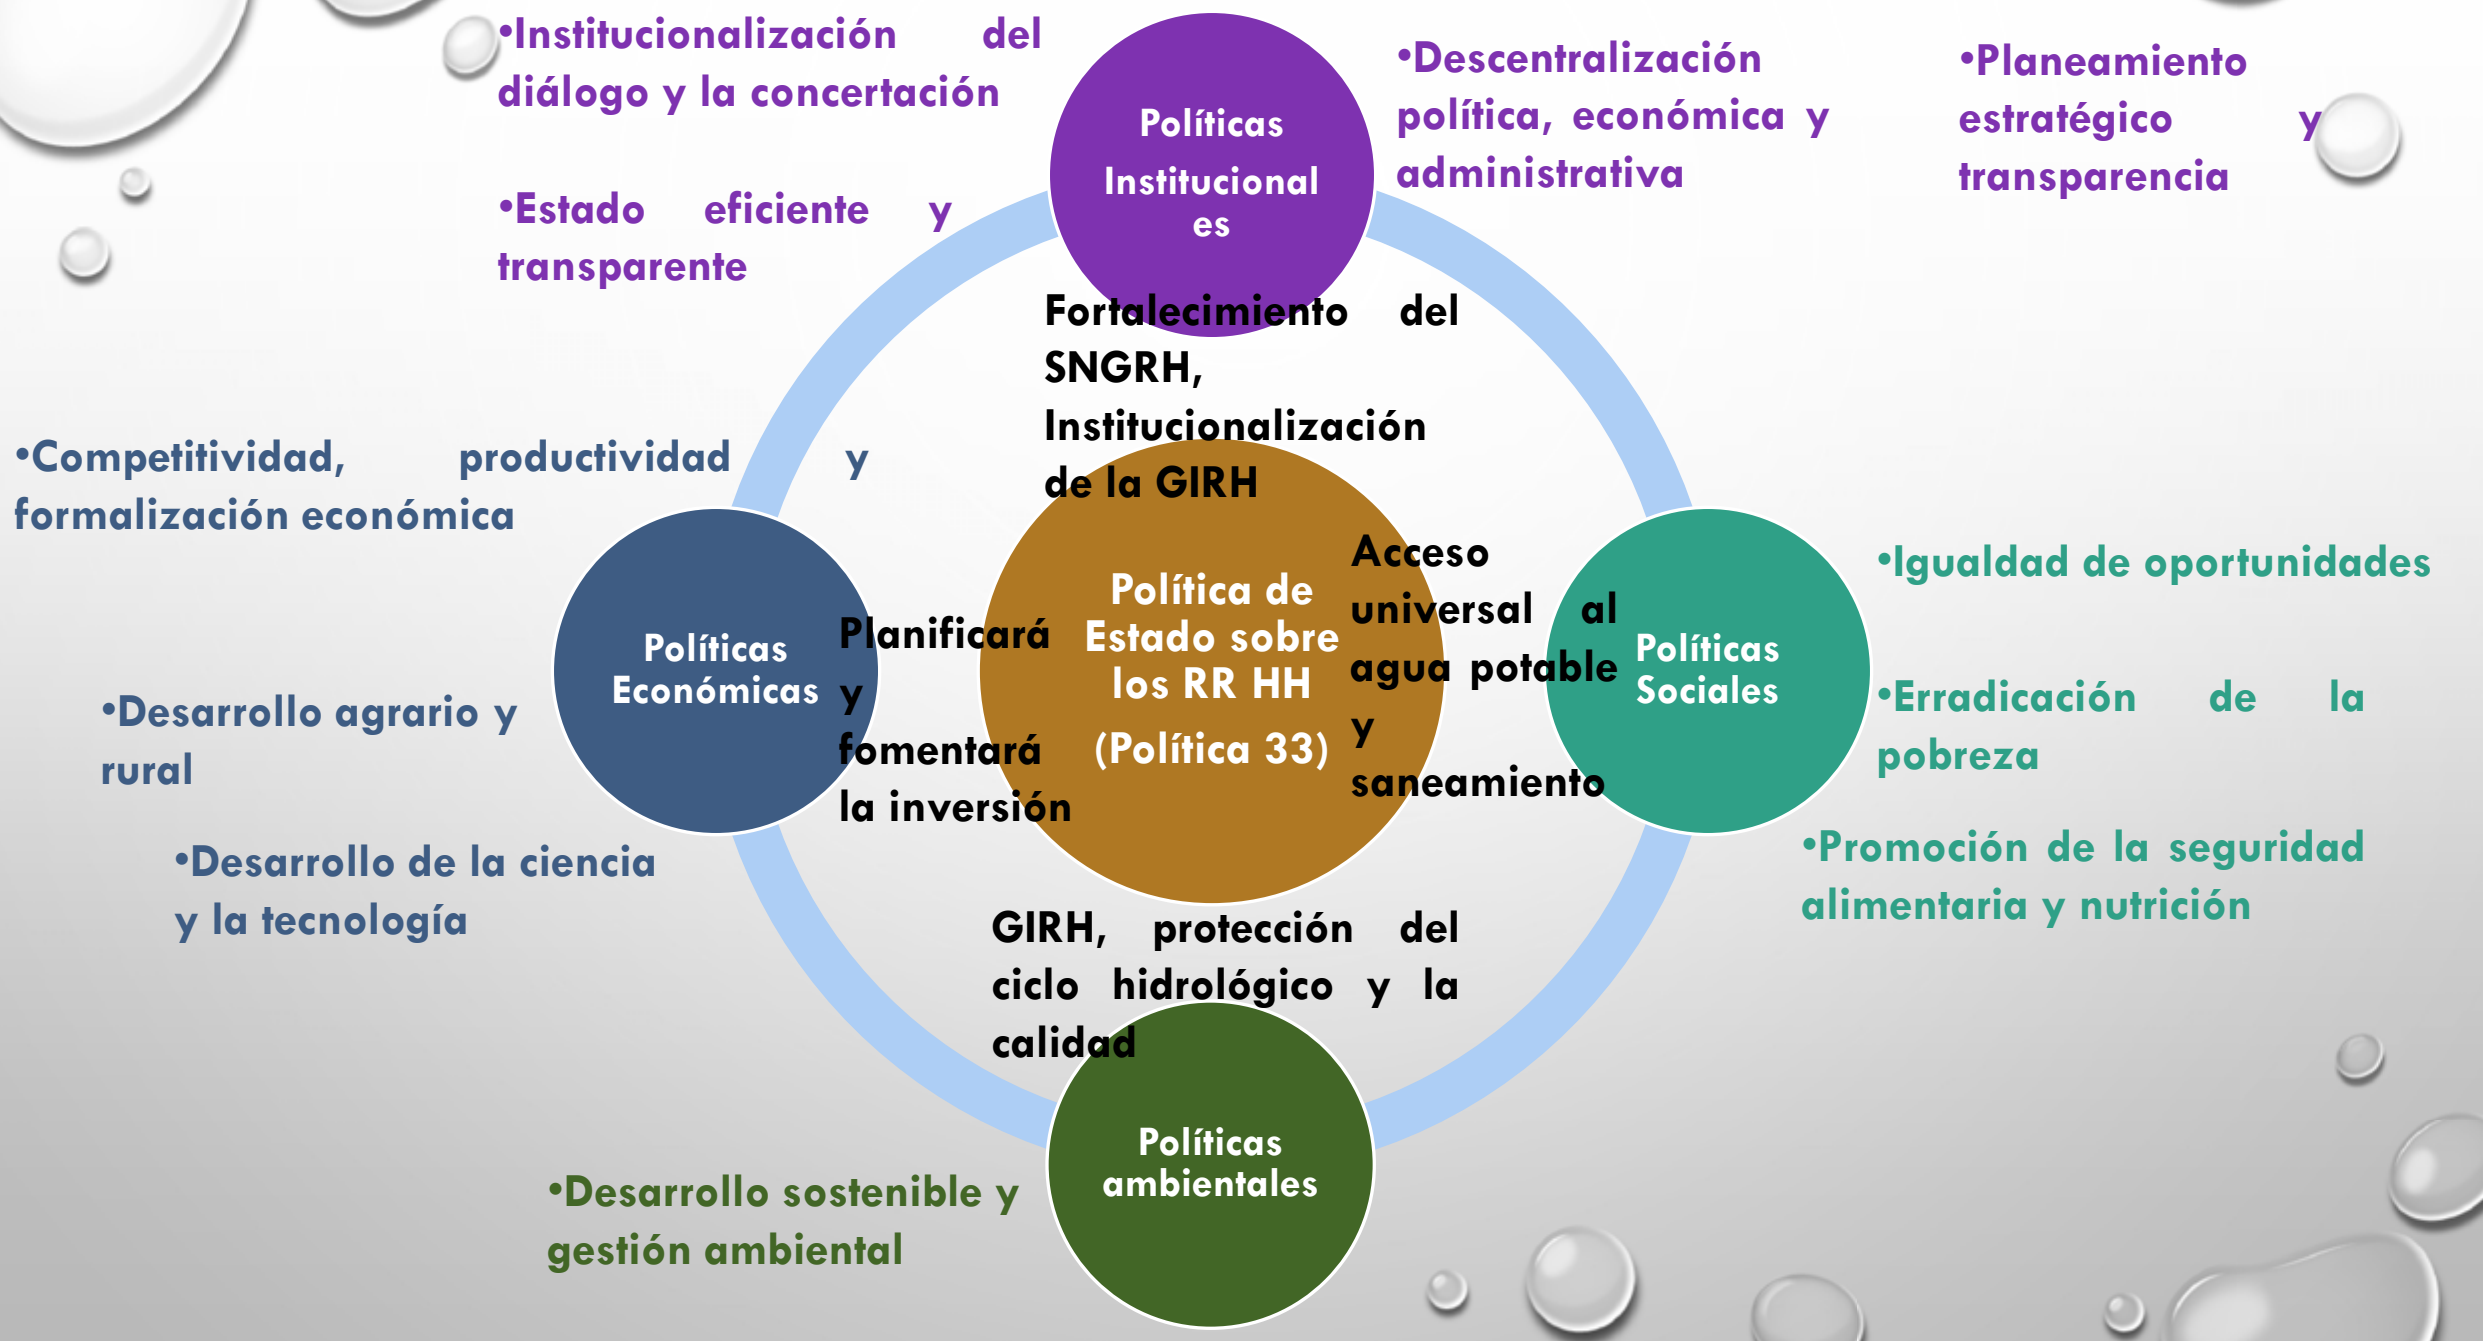 •Institucionalización del
diálogo y la concertación
•Estado eficiente y
transparente
Políticas
Institucional
es
•Descentralización
política, económica y
administrativa
•Planeamiento
estratégico y
transparencia
Fortalecimiento del
SNGRH,
Institucionalización
de la GIRH
•Competitividad, productividad y
formalización económica
•Desarrollo agrario y
rural
•Desarrollo de la ciencia
y la tecnología
Políticas
Económicas
Planificará
y
fomentará
la inversión
Política de
Estado sobre
los RR HH
(Política 33)
Acceso
universal al
agua potable
y
saneamiento
Políticas
Sociales
•Igualdad de oportunidades
•Erradicación de la
pobreza
•Promoción de la seguridad
alimentaria y nutrición
GIRH, protección del
ciclo hidrológico y la
calidad
Políticas
ambientales
•Desarrollo sostenible y
gestión ambiental